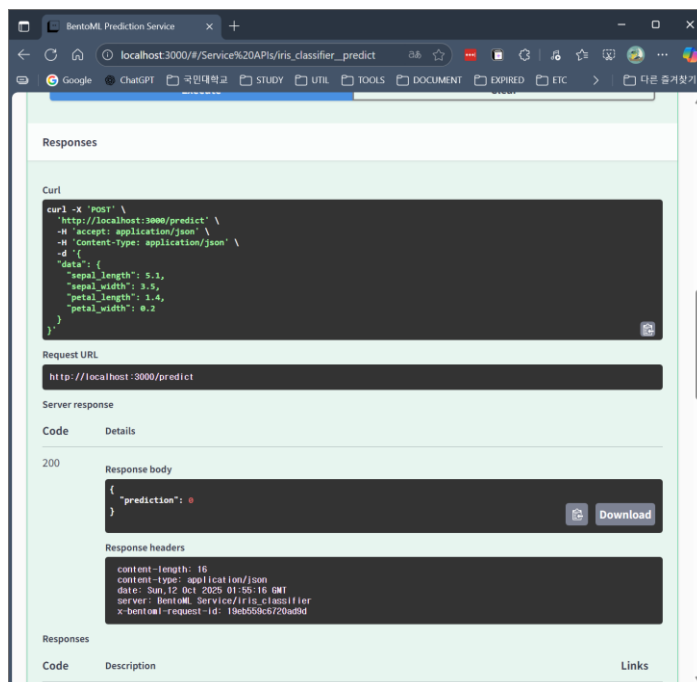 BentoML Prediction Service
localhost:3000/#/Service%20APIs/iris_classifier__predict
Google ChatGPT 국민대학교 STUDY UTIL TOOLS DOCUMENT EXPIRED ETC 다른 즐겨찾기
Execute Clear
Responses
Curl
curl -X 'POST' \
'http://localhost:3000/predict' \
-H 'accept: application/json' \
-H 'Content-Type: application/json' \
-d '{
"data": {
"sepal_length": 5.1,
"sepal_width": 3.5,
"petal_length": 1.4,
"petal_width": 0.2
}
}'
Request URL
http://localhost:3000/predict
Server response
Code Details
200
Response body
{
"prediction": 0
}
Download
Response headers
content-length: 16
content-type: application/json
date: Sun,12 Oct 2025 01:55:16 GMT
server: BentoML Service/iris_classifier
x-bentoml-request-id: 19eb559c6720ad9d
Responses
Code Description Links